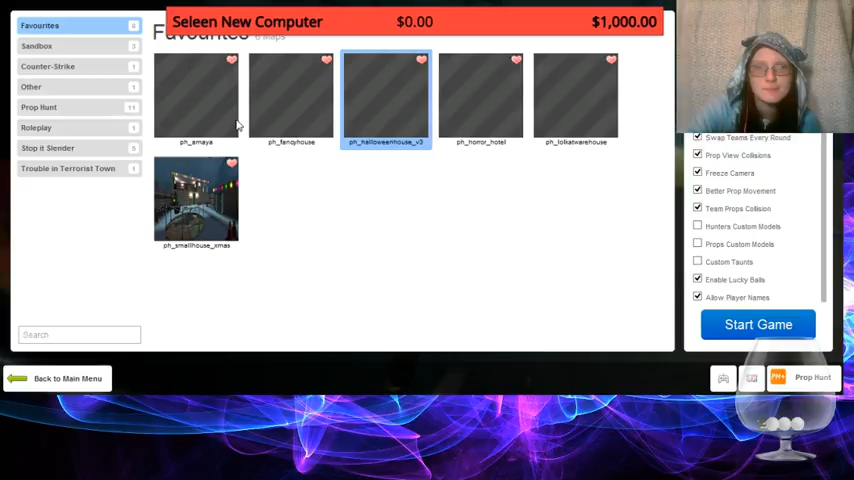 Seleen New Computer $0.00 $1,000.00
Favourites 6 Maps
Favourites 6
Sandbox 3
Counter-Strike 1
Other 1
Prop Hunt 11
Roleplay 1
Stop it Slender 5
Trouble in Terrorist Town 1
ph_amaya
ph_fancyhouse
ph_halloweenhouse_v3
ph_horror_hotel
ph_lolkatwarehouse
ph_smallhouse_xmas
Search
Swap Teams Every Round
Prop View Collisions
Freeze Camera
Better Prop Movement
Team Props Collision
Hunters Custom Models
Props Custom Models
Custom Taunts
Enable Lucky Balls
Allow Player Names
Start Game
Back to Main Menu
PH+ Prop Hunt